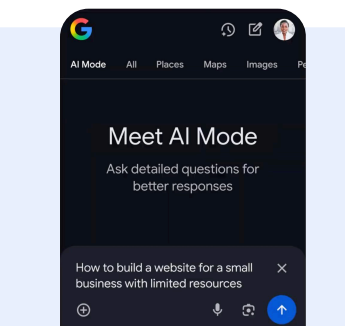 AI Mode All Places Maps Images Pe
Meet AI Mode
Ask detailed questions for
better responses
How to build a website for a small
business with limited resources